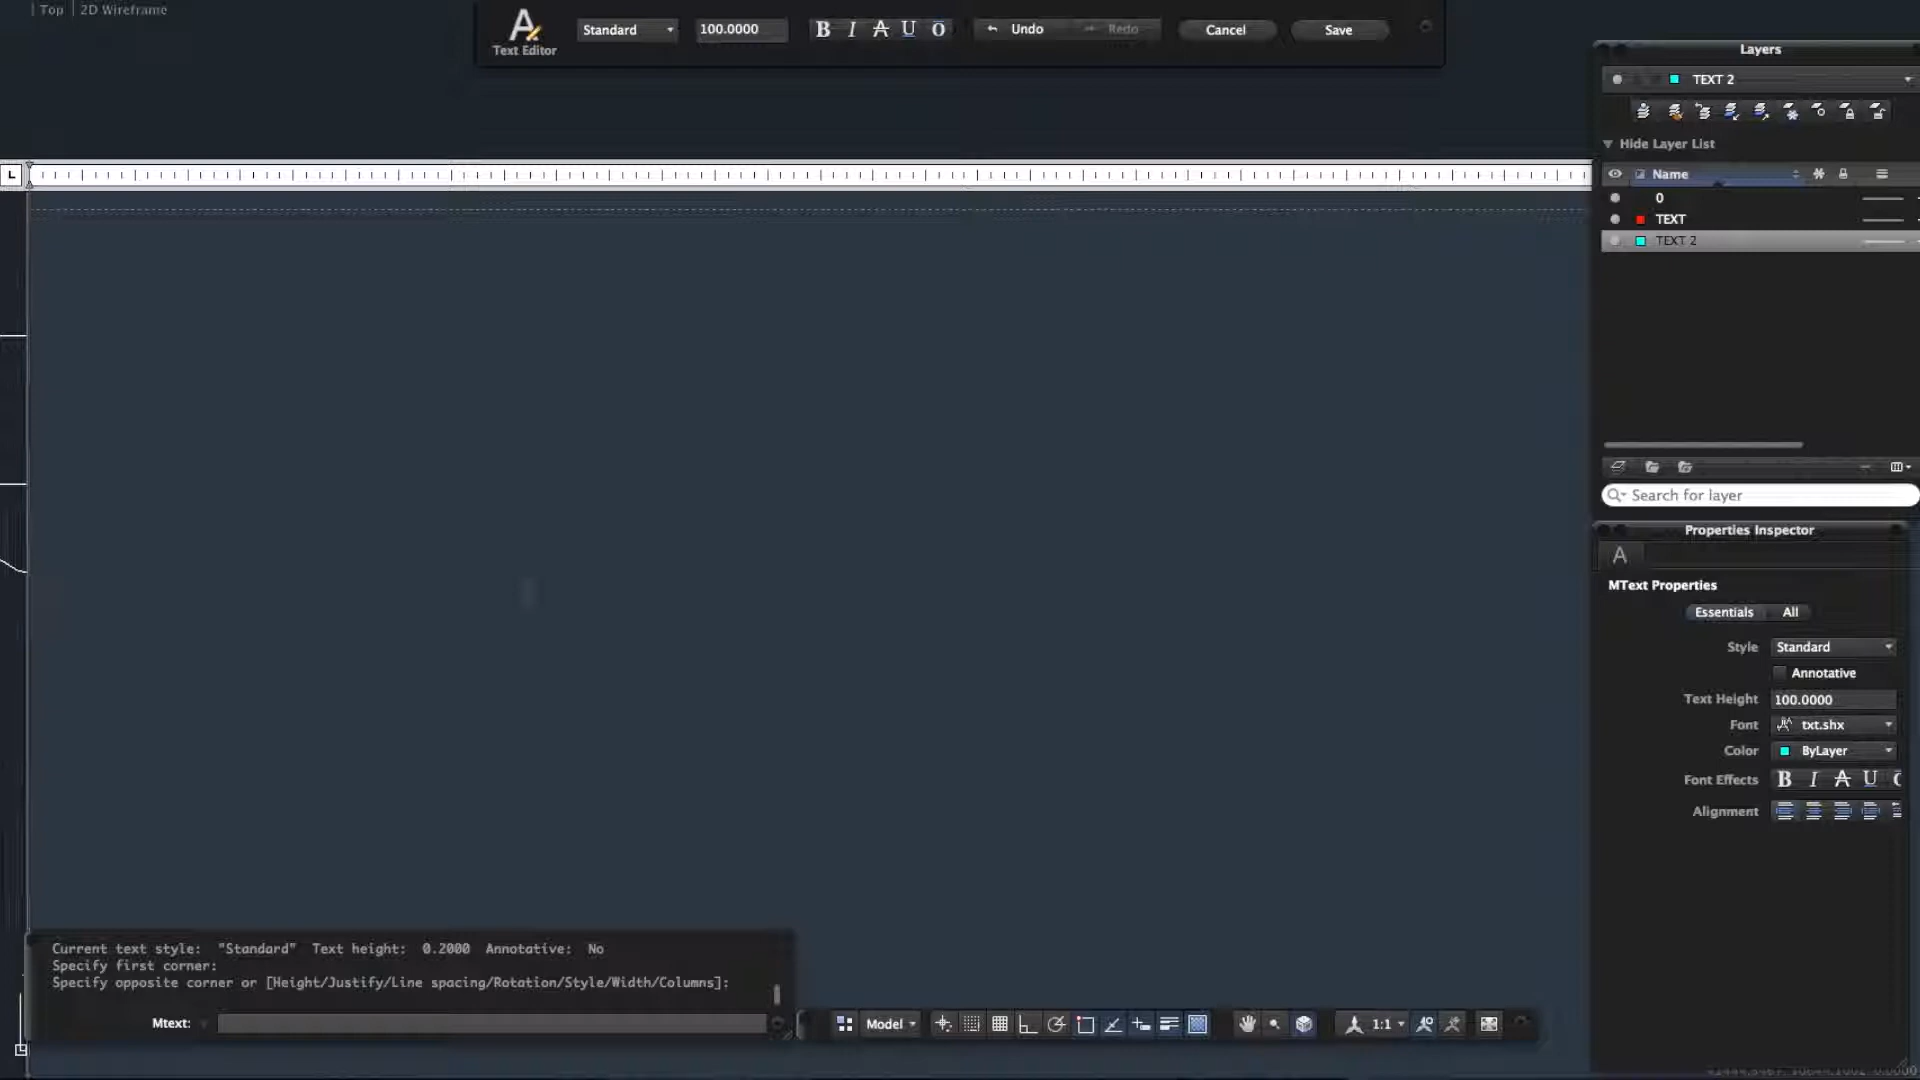 Top | 2D Wireframe
Text Editor
Standard
100.0000
B I A U O
Undo
Redo
Cancel
Save
Layers
TEXT 2
Hide Layer List
Name
0
TEXT
TEXT 2
Search for layer
Properties Inspector
A
MText Properties
Essentials All
Style Standard
Annotative
Text Height 100.0000
Font txt.shx
Color ByLayer
Font Effects B I A U
Alignment
Current text style: "Standard" Text height: 0.2000 Annotative: No
Specify first corner:
Specify opposite corner or [Height/Justify/Line spacing/Rotation/Style/Width/Columns]:
Mtext:
Model
1:1